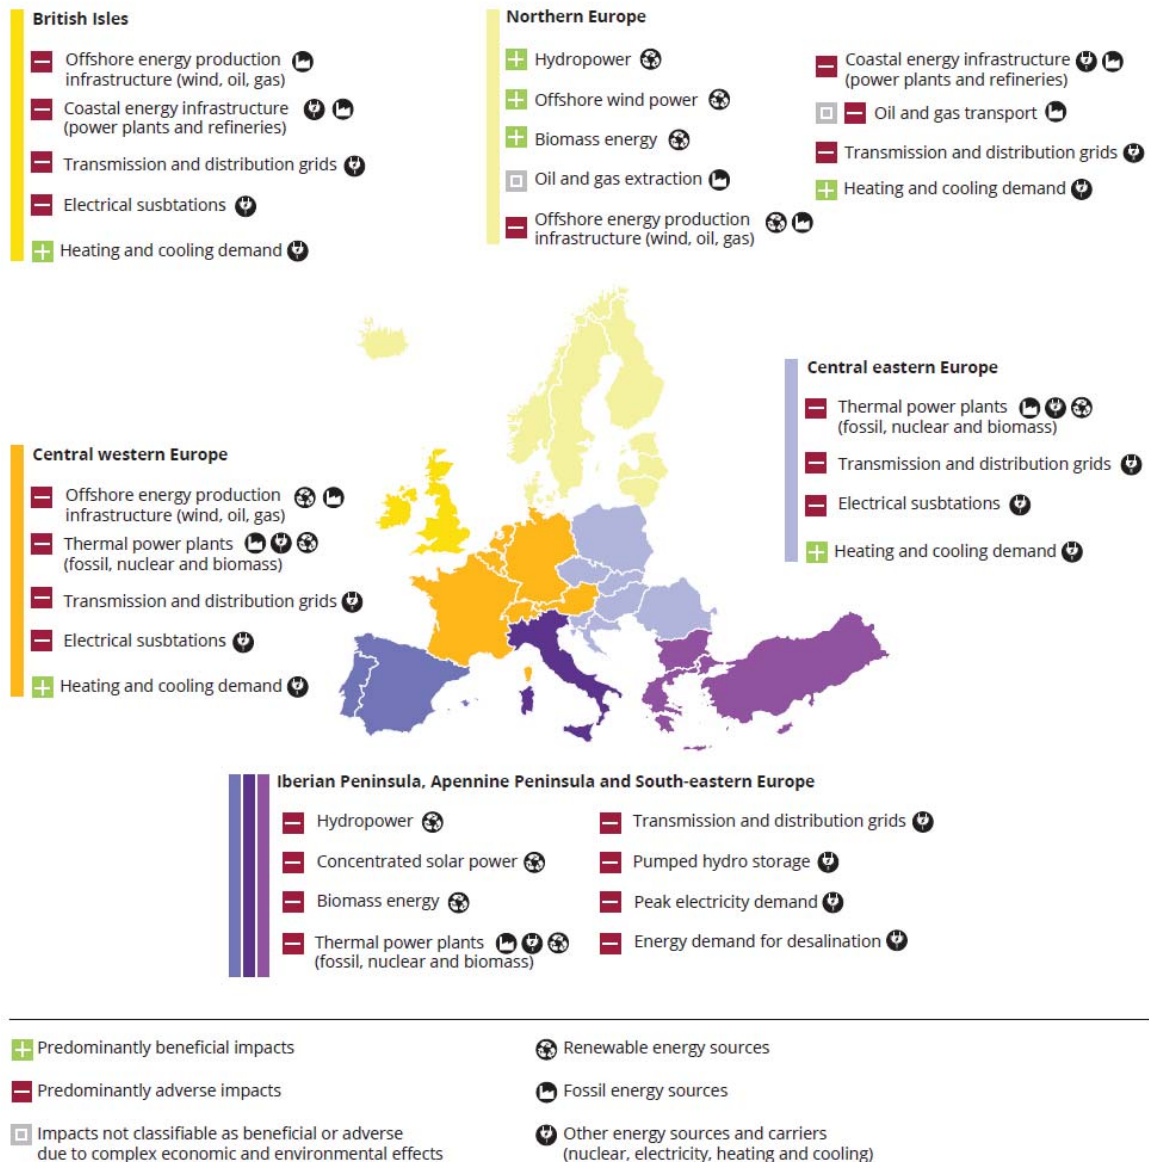 British Isles
Offshore energy production
infrastructure (wind, oil, gas)
Coastal energy infrastructure
(power plants and refineries)
Transmission and distribution grids
Electrical susbtations
Heating and cooling demand
Northern Europe
Hydropower
Offshore wind power
Biomass energy
Oil and gas extraction
Offshore energy production
infrastructure (wind, oil, gas)
Coastal energy infrastructure
(power plants and refineries)
Oil and gas transport
Transmission and distribution grids
Heating and cooling demand
Central eastern Europe
Thermal power plants
(fossil, nuclear and biomass)
Transmission and distribution grids
Electrical susbtations
Heating and cooling demand
Central western Europe
Offshore energy production
infrastructure (wind, oil, gas)
Thermal power plants
(fossil, nuclear and biomass)
Transmission and distribution grids
Electrical susbtations
Heating and cooling demand
Iberian Peninsula, Apennine Peninsula and South-eastern Europe
Hydropower
Concentrated solar power
Biomass energy
Thermal power plants
(fossil, nuclear and biomass)
Transmission and distribution grids
Pumped hydro storage
Peak electricity demand
Energy demand for desalination
Predominantly beneficial impacts
Predominantly adverse impacts
Impacts not classifiable as beneficial or adverse
due to complex economic and environmental effects
Renewable energy sources
Fossil energy sources
Other energy sources and carriers
(nuclear, electricity, heating and cooling)